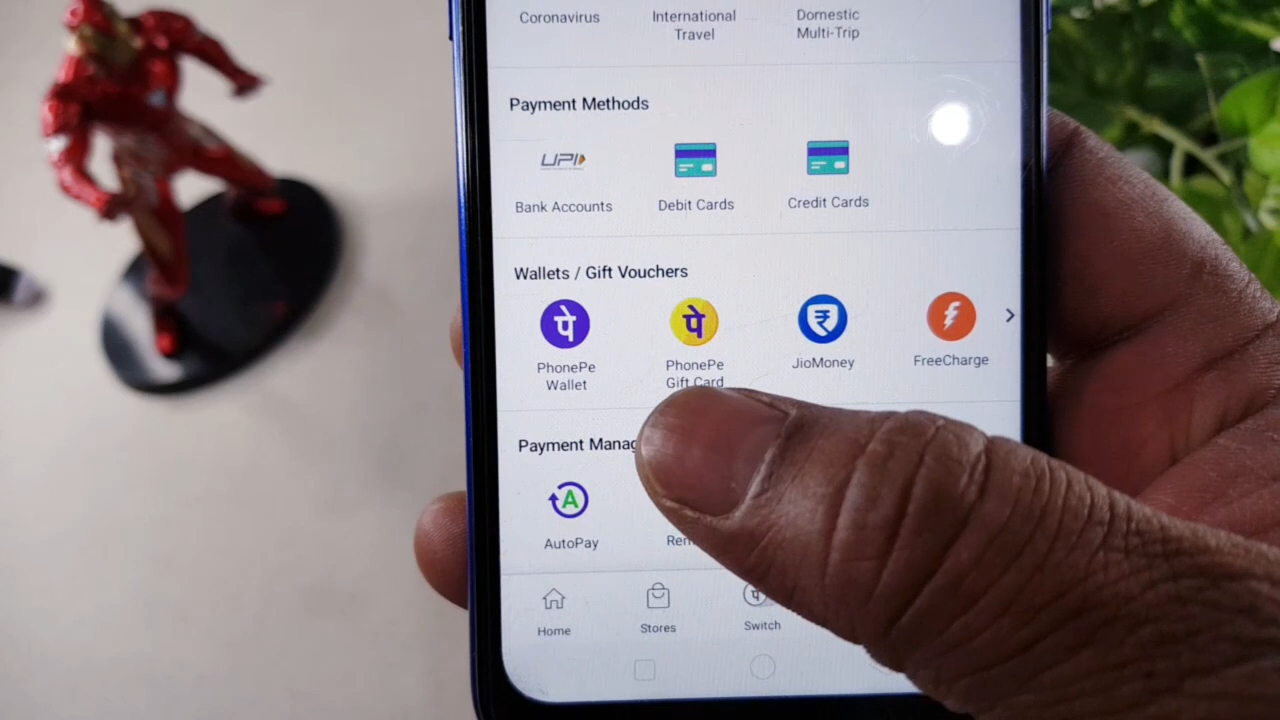 Coronavirus
International
Travel
Domestic
Multi-Trip
Payment Methods
UPI
Bank Accounts
Debit Cards
Credit Cards
Wallets / Gift Vouchers
पे
पे
₹
PhonePe
Wallet
PhonePe
Gift Card
JioMoney
FreeCharge
Payment
A
AutoPay
Home
Stores
पे
Switch